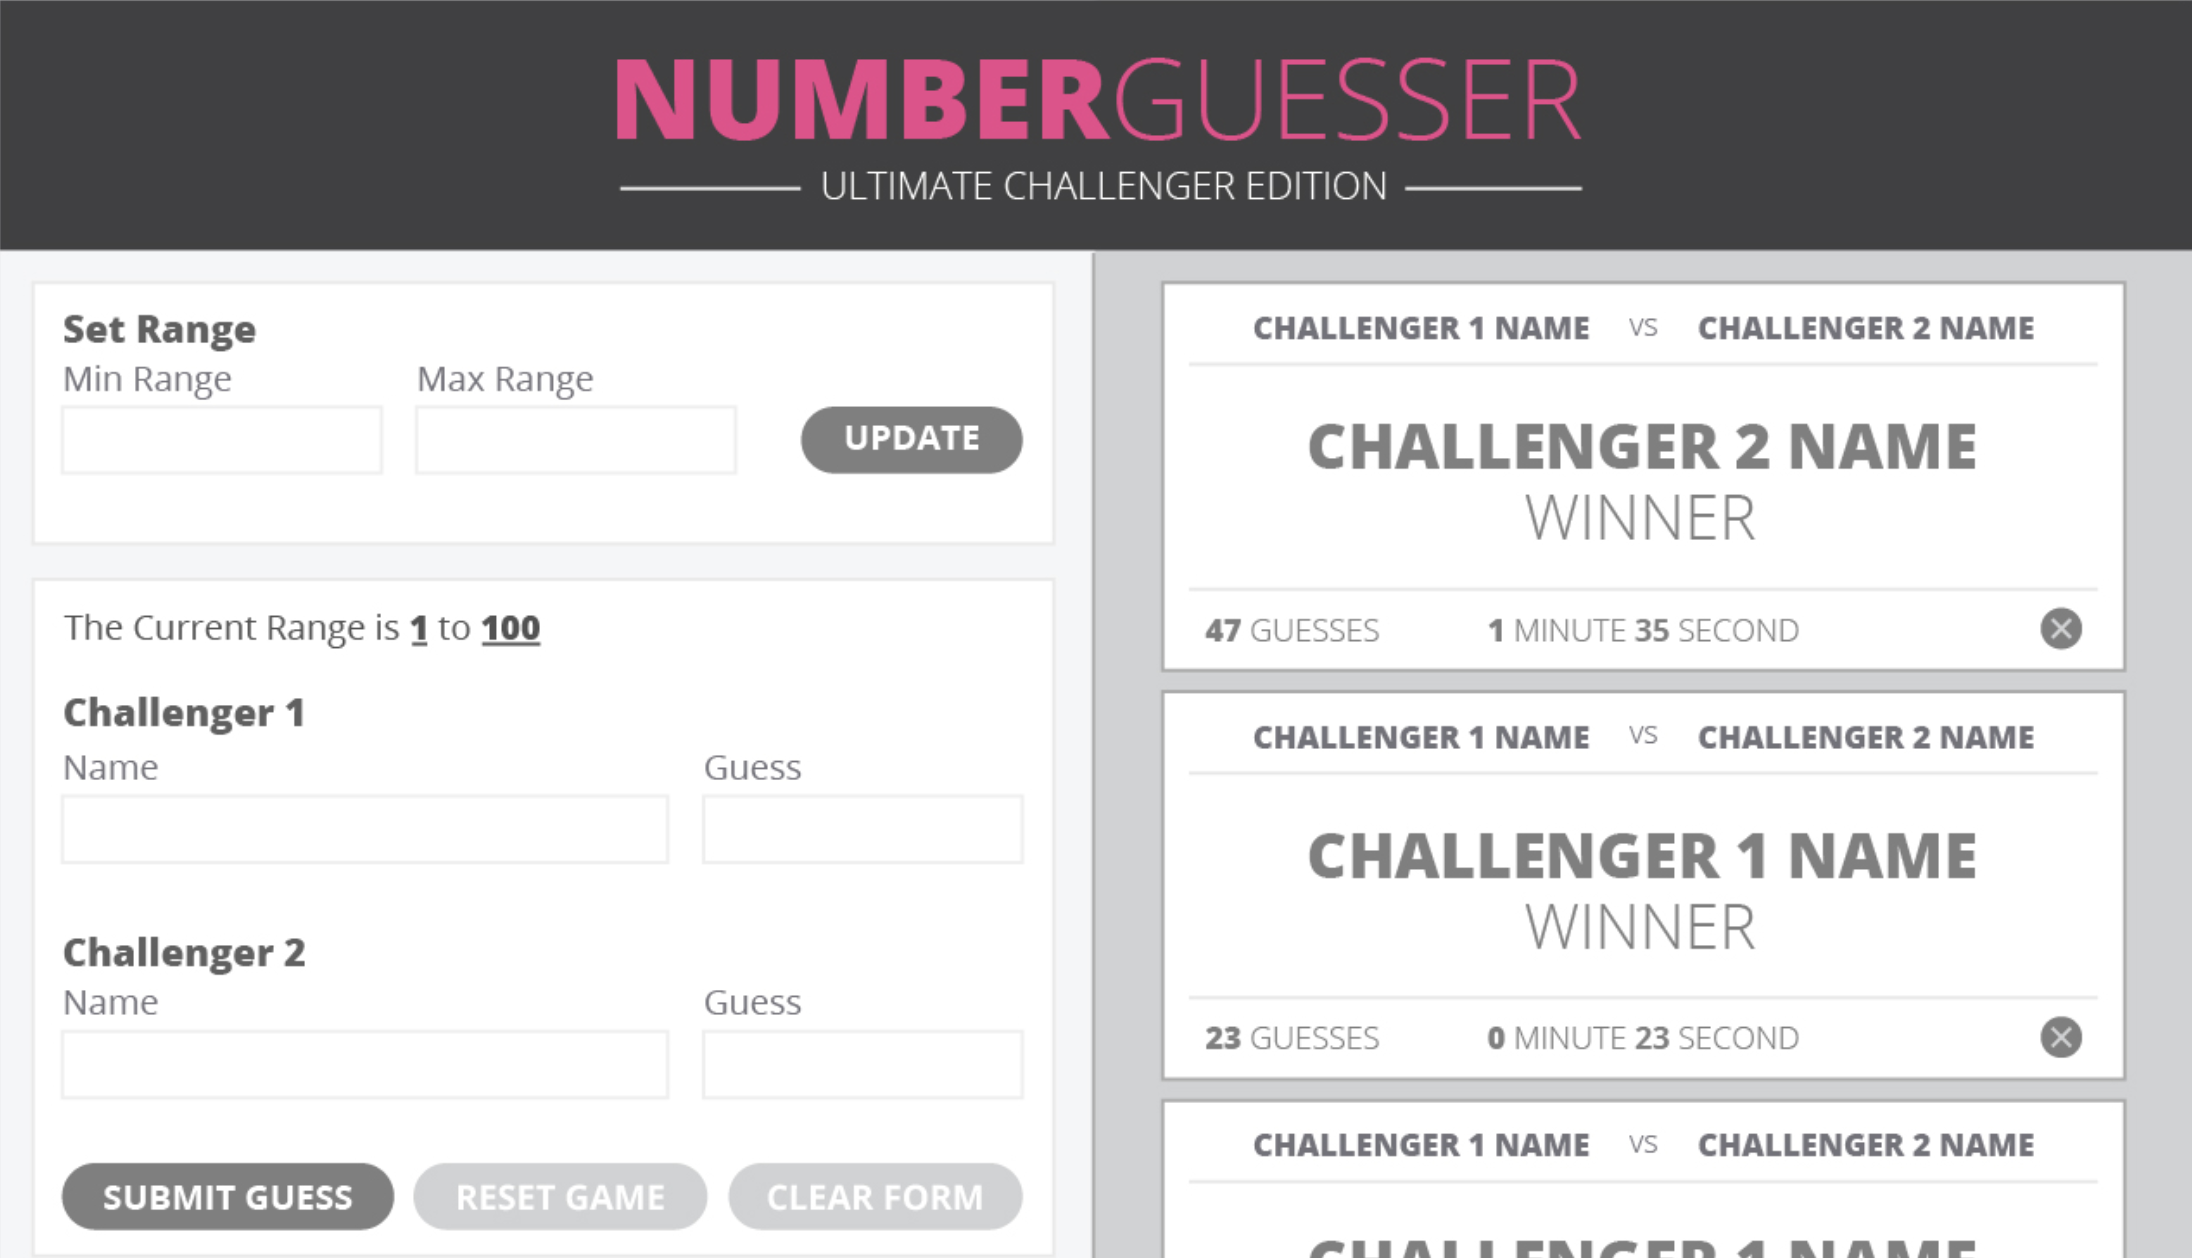 NUMBERGUESSER
ULTIMATE CHALLENGER EDITION
Set Range
Min Range
Max Range
UPDATE
The Current Range is 1 to 100
Challenger 1
Name
Guess
Challenger 2
Name
Guess
SUBMIT GUESS
RESET GAME
CLEAR FORM
CHALLENGER 1 NAME VS CHALLENGER 2 NAME
CHALLENGER 2 NAME
WINNER
47 GUESSES 1 MINUTE 35 SECOND
CHALLENGER 1 NAME VS CHALLENGER 2 NAME
CHALLENGER 1 NAME
WINNER
23 GUESSES 0 MINUTE 23 SECOND
CHALLENGER 1 NAME VS CHALLENGER 2 NAME
CHALLENGER 1 NAME